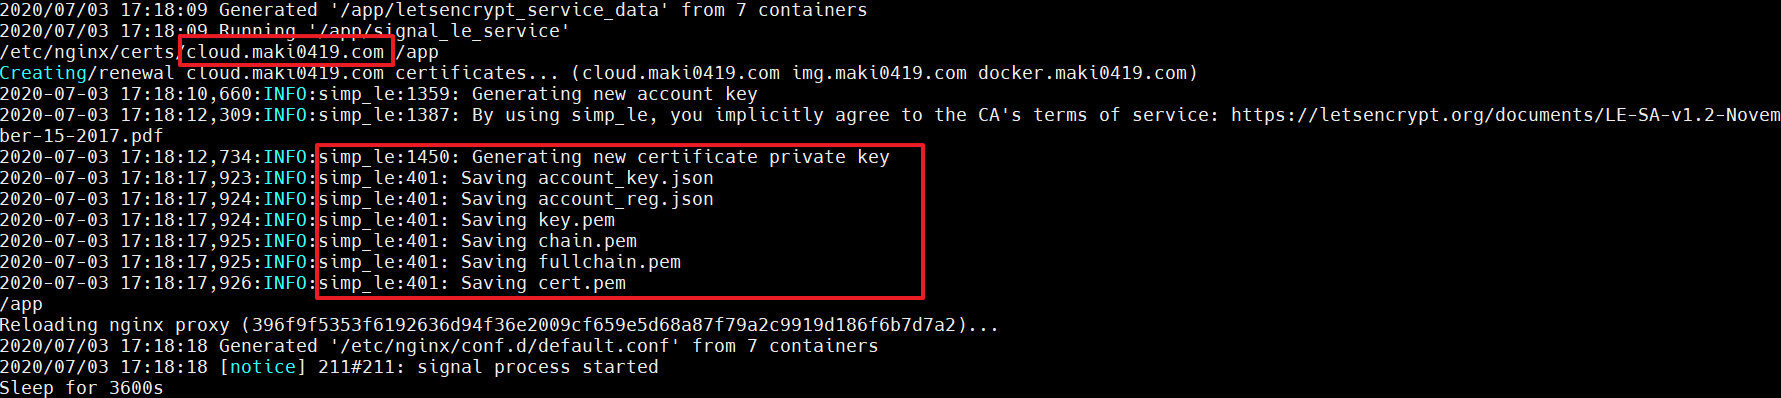 2020/07/03 17:18:09 Generated '/app/letsencrypt_service_data' from 7 containers
2020/07/03 17:18:09 Running '/app/signal_le_service'
/etc/nginx/certs/cloud.maki0419.com /app
Creating/renewal cloud.maki0419.com certificates... (cloud.maki0419.com img.maki0419.com docker.maki0419.com)
2020-07-03 17:18:10,660:INFO:simp_le:1359: Generating new account key
2020-07-03 17:18:12,309:INFO:simp_le:1387: By using simp_le, you implicitly agree to the CA's terms of service: https://letsencrypt.org/documents/LE-SA-v1.2-Novem
ber-15-2017.pdf
2020-07-03 17:18:12,734:INFO:simp_le:1450: Generating new certificate private key
2020-07-03 17:18:17,923:INFO:simp_le:401: Saving account_key.json
2020-07-03 17:18:17,924:INFO:simp_le:401: Saving account_reg.json
2020-07-03 17:18:17,924:INFO:simp_le:401: Saving key.pem
2020-07-03 17:18:17,925:INFO:simp_le:401: Saving chain.pem
2020-07-03 17:18:17,925:INFO:simp_le:401: Saving fullchain.pem
2020-07-03 17:18:17,926:INFO:simp_le:401: Saving cert.pem
/app
Reloading nginx proxy (396f9f5353f6192636d94f36e2009cf659e5d68a87f79a2c9919d186f6b7d7a2)...
2020/07/03 17:18:18 Generated '/etc/nginx/conf.d/default.conf' from 7 containers
2020/07/03 17:18:18 [notice] 211#211: signal process started
Sleep for 3600s